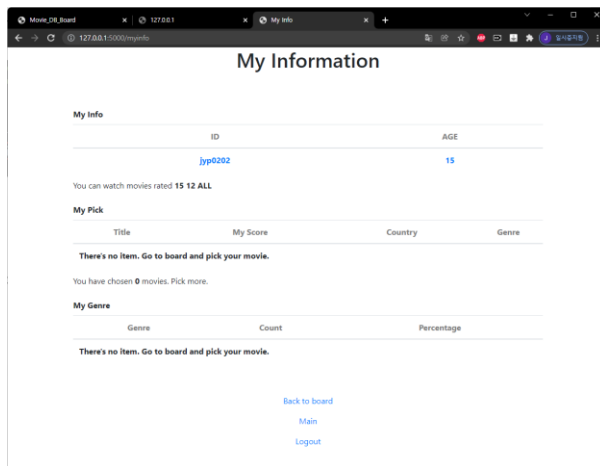 Movie_DB_Board
127.0.0.1
My Info
127.0.0.1:5000/myinfo
My Information
My Info
ID AGE
jyp0202 15
You can watch movies rated 15 12 ALL
My Pick
Title My Score Country Genre
There's no item. Go to board and pick your movie.
You have chosen 0 movies. Pick more.
My Genre
Genre Count Percentage
There's no item. Go to board and pick your movie.
Back to board
Main
Logout